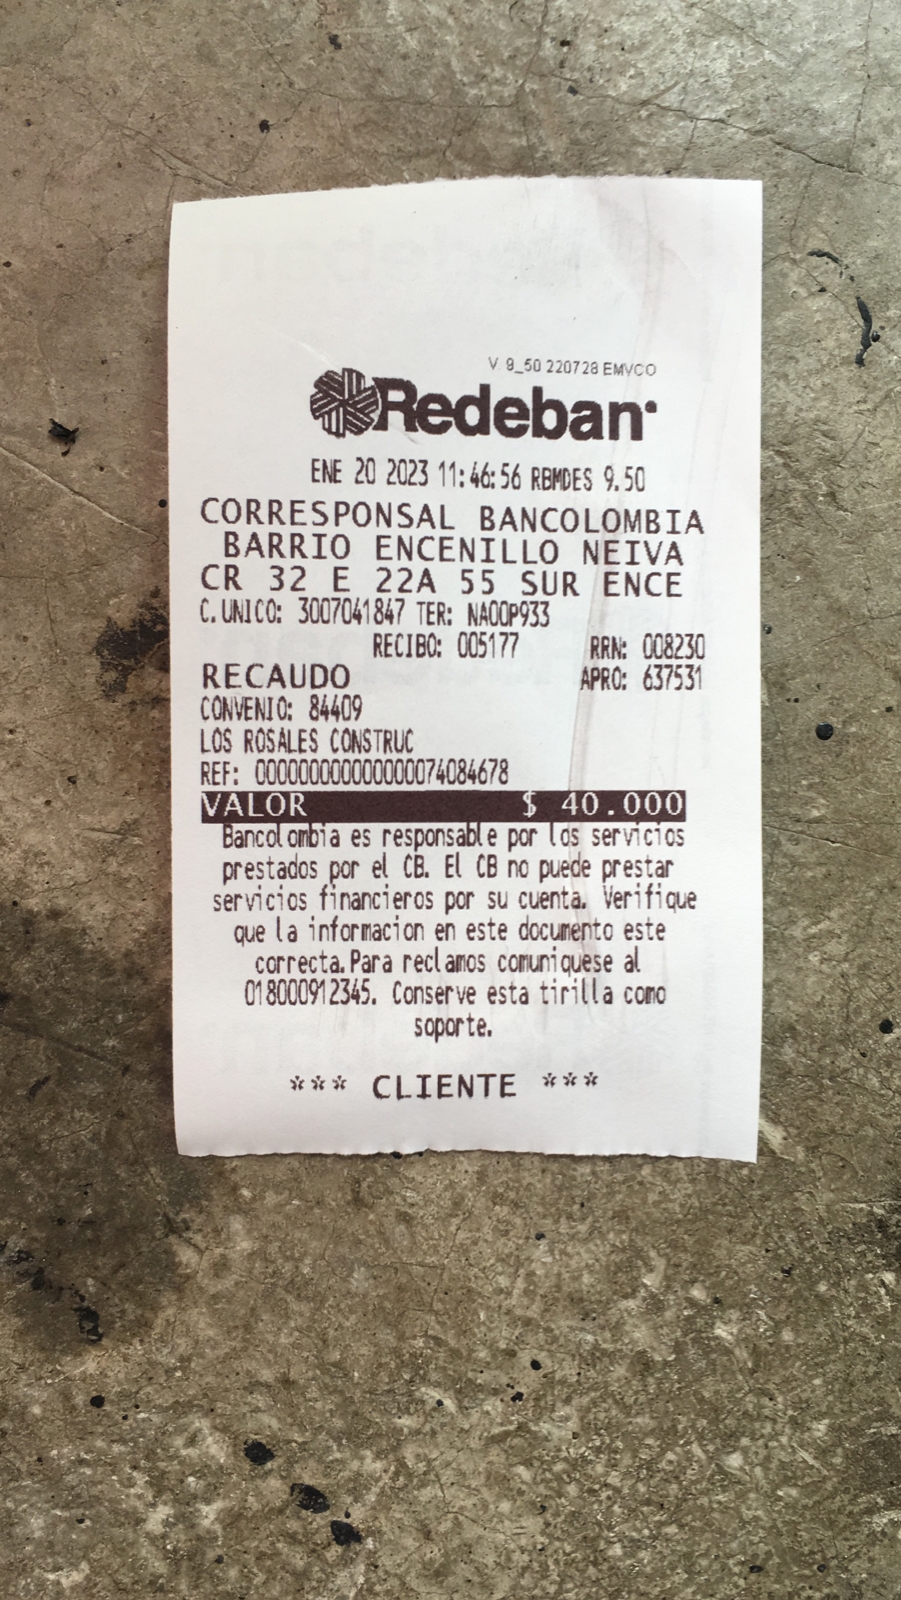 V 9_50 220728 EMVCO
Redeban
ENE 20 2023 11:46:56 RBMDES 9.50
CORRESPONSAL BANCOLOMBIA
BARRIO ENCENILLO NEIVA
CR 32 E 22A 55 SUR ENCE
C.UNICO: 3007041847 TER: NAOOP933
RECIBO: 005177 RRN: 008230
RECAUDO APRO: 637531
CONVENIO: 84409
LOS ROSALES CONSTRUC
REF: 000000000000000074084678
VALOR $ 40.000
Bancolombia es responsable por los servicios
prestados por el CB. El CB no puede prestar
servicios financieros por su cuenta. Verifique
que la informacion en este documento este
correcta.Para reclamos comuniquese al
018000912345. Conserve esta tirilla como
soporte.
*** CLIENTE ***